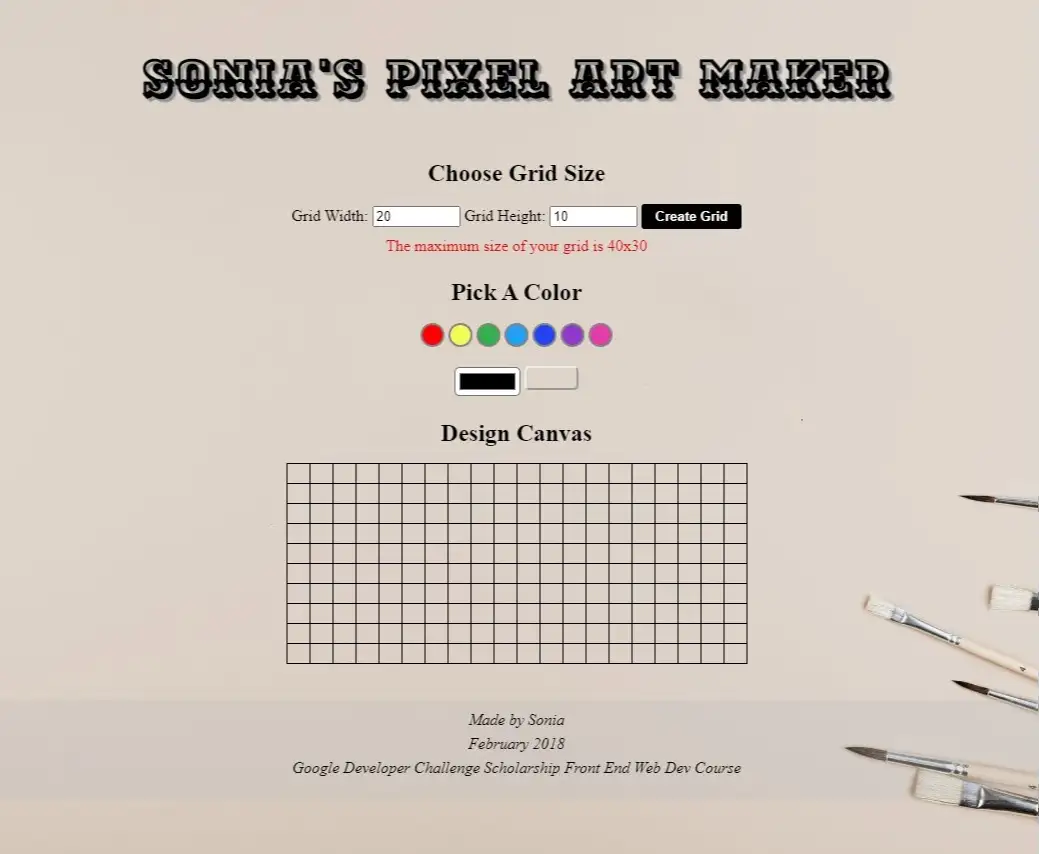 SONIA'S PIXEL ART MAKER
Choose Grid Size
Grid Width: 20 Grid Height: 10 Create Grid
The maximum size of your grid is 40x30
Pick A Color
Design Canvas
4
Made by Sonia
February 2018
Google Developer Challenge Scholarship Front End Web Dev Course